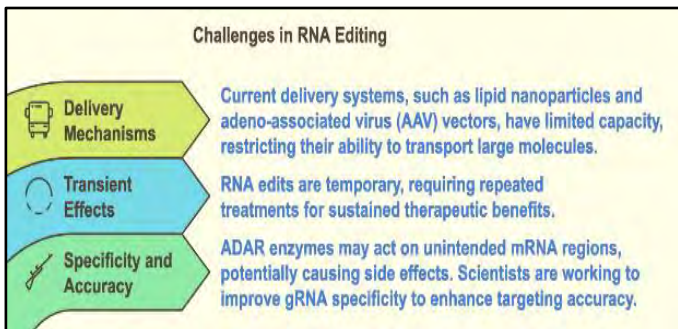 Challenges in RNA Editing
Delivery
Mechanisms
Current delivery systems, such as lipid nanoparticles and
adeno-associated virus (AAV) vectors, have limited capacity,
restricting their ability to transport large molecules.
Transient
Effects
RNA edits are temporary, requiring repeated
treatments for sustained therapeutic benefits.
Specificity and
Accuracy
ADAR enzymes may act on unintended mRNA regions,
potentially causing side effects. Scientists are working to
improve gRNA specificity to enhance targeting accuracy.